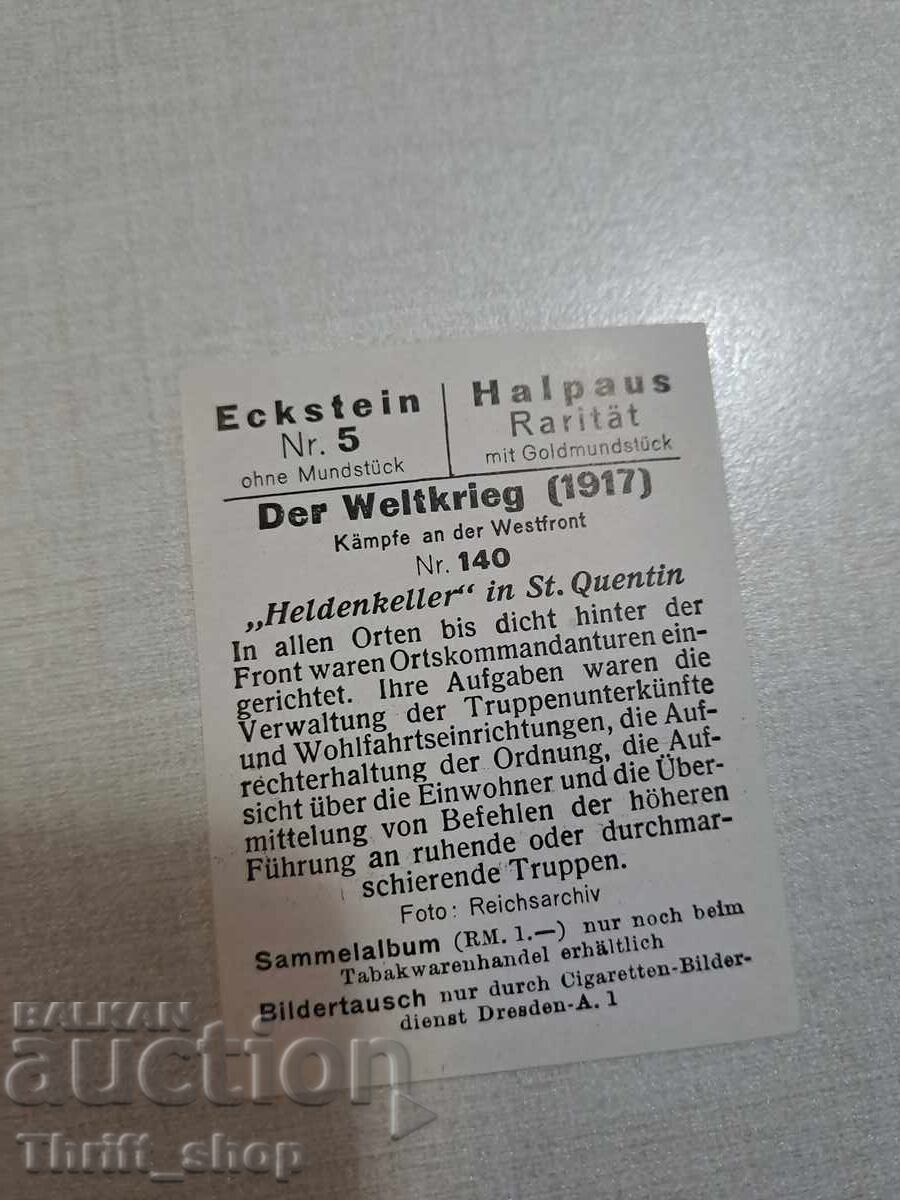 Eckstein
Nr. 5
ohne Mundstück
Halpaus
Rarität
mit Goldmundstück
Der Weltkrieg (1917)
Kämpfe an der Westfront
Nr. 140
„Heldenkeller“ in St. Quentin
In allen Orten bis dicht hinter der
Front waren Ortskommandanturen ein-
gerichtet. Ihre Aufgaben waren die
Verwaltung der Truppenunterkünfte
und Wohlfahrtseinrichtungen, die Auf-
rechterhaltung der Ordnung, die Auf-
sicht über die Einwohner und die Über-
mittelung von Befehlen der höheren
Führung an ruhende oder durchmar-
schierende Truppen.
Foto: Reichsarchiv
Sammelalbum (RM. 1.—) nur noch beim
Tabakwarenhandel erhältlich
Bildertausch nur durch Cigaretten-Bilder-
dienst Dresden-A. 1
BALKAN
auction
Thrift_shop